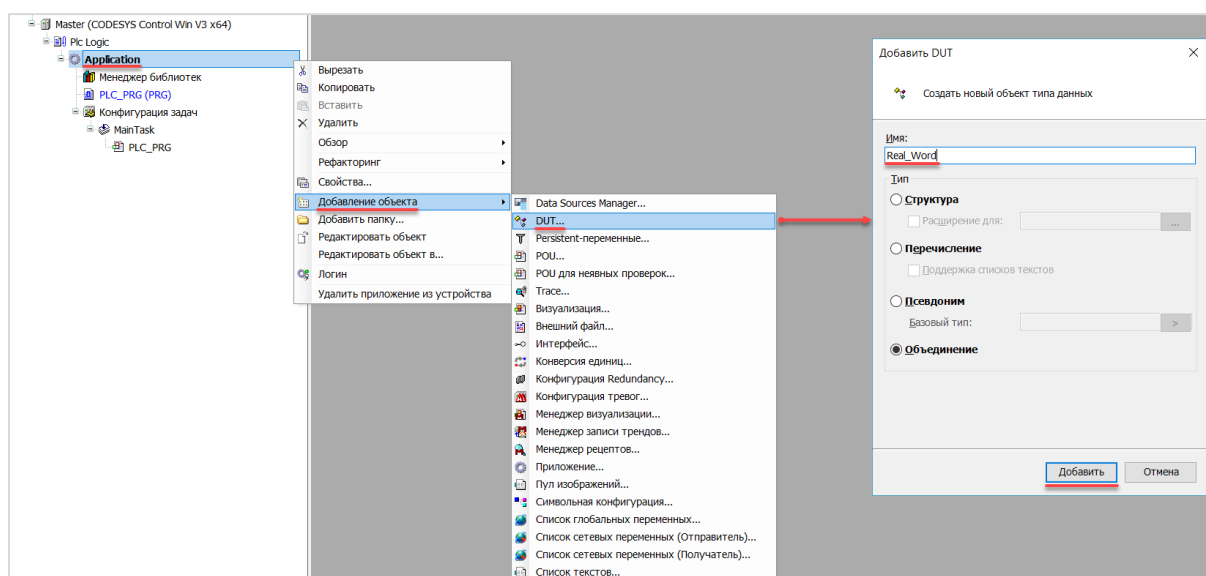 Master (CODESYS Control Win V3 x64)
Plc Logic
Application
Менеджер библиотек
PLC_PRG (PRG)
Конфигурация задач
MainTask
PLC_PRG
Вырезать
Копировать
Вставить
Удалить
Обзор
Рефакторинг
Свойства...
Добавление объекта
Добавить папку...
Редактировать объект
Редактировать объект в...
Логин
Удалить приложение из устройства
Data Sources Manager...
DUT...
Persistent-переменные...
POU...
POU для неявных проверок...
Trace...
Визуализация...
Внешний файл...
Интерфейс...
Конверсия единиц...
Конфигурация Redundancy...
Конфигурация тревог...
Менеджер визуализации...
Менеджер записи трендов...
Менеджер рецептов...
Приложение...
Пул изображений...
Символьная конфигурация...
Список глобальных переменных...
Список сетевых переменных (Отправитель)...
Список сетевых переменных (Получатель)...
Список текстов...
Добавить DUT
Создать новый объект типа данных
Имя:
Real_Word
Тип
Структура
Расширение для:
...
Перечисление
Поддержка списков текстов
Псевдоним
Базовый тип:
>
Объединение
Добавить
Отмена